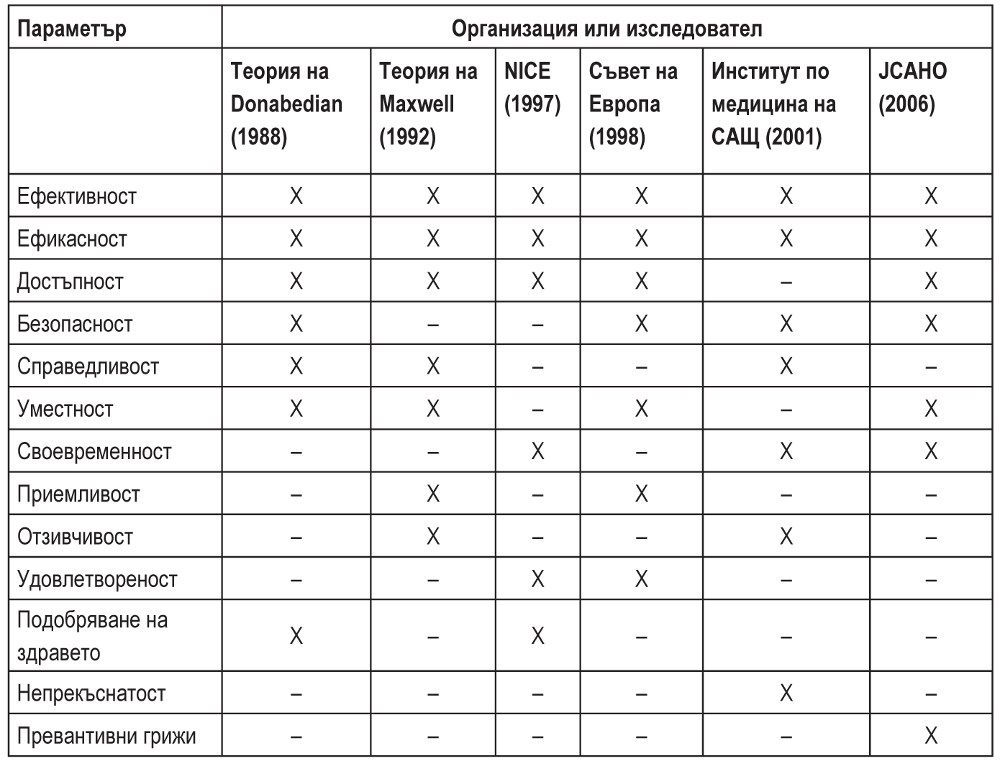 Параметър Организация или изследовател
Теория на Donabedian (1988) Теория на Maxwell (1992) NICE (1997) Съвет на Европа (1998) Институт по медицина на САЩ (2001) JCAHO (2006)
Ефективност X X X X X X
Ефикасност X X X X X X
Достъпност X X X X – X
Безопасност X – – X X X
Справедливост X X – – X –
Уместност X X – X – X
Своевременност – – X – X X
Приемливост – X – X – –
Отзивчивост – X – – X –
Удовлетвореност – – X X – –
Подобряване на здравето X – X – – –
Непрекъснатост – – – – X –
Превантивни грижи – – – – – X